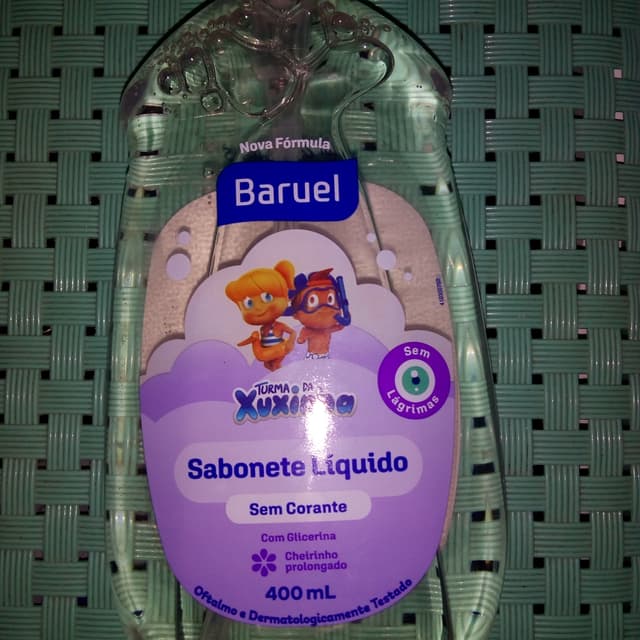 Nova Fórmula
Baruel
TURMA DA
XUXINHA
Sem
Lágrimas
Sabonete Líquido
Sem Corante
Com Glicerina
Cheirinho
prolongado
400 mL
Oftalmo e Dermatologicamente Testado